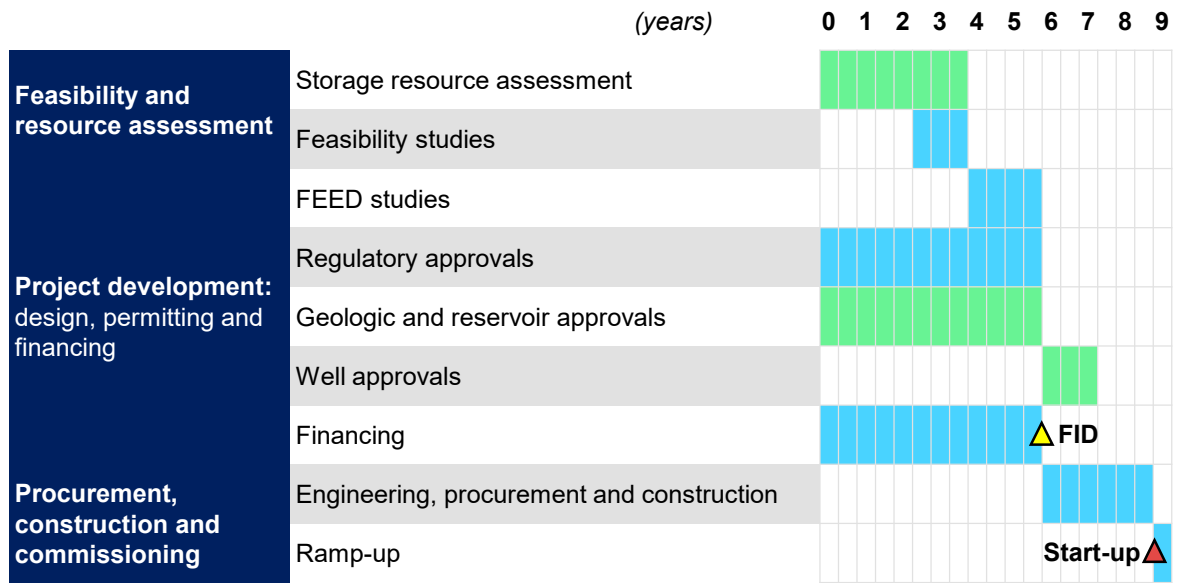 (years) 0 1 2 3 4 5 6 7 8 9
Feasibility and
resource assessment
Storage resource assessment
Feasibility studies
Project development:
design, permitting and
financing
FEED studies
Regulatory approvals
Geologic and reservoir approvals
Well approvals
Financing
FID
Procurement,
construction and
commissioning
Engineering, procurement and construction
Ramp-up
Start-up